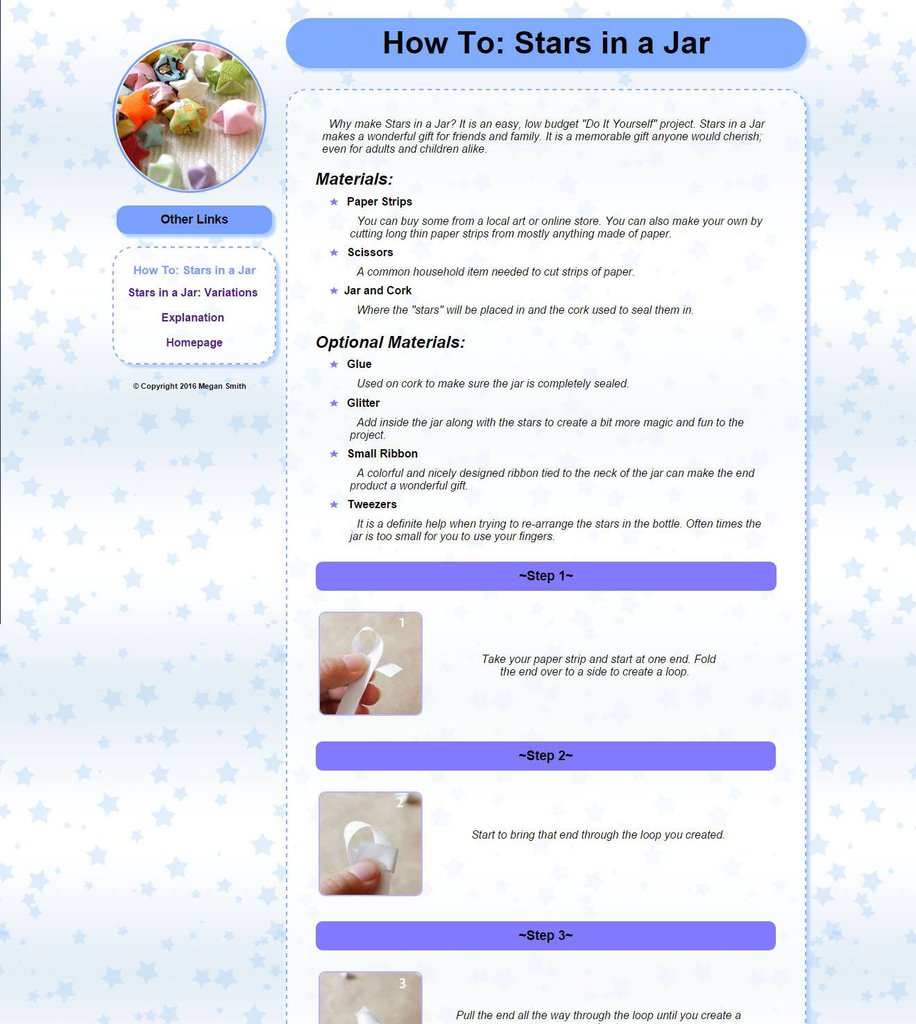 How To: Stars in a Jar
Other Links
How To: Stars in a Jar
Stars in a Jar: Variations
Explanation
Homepage
© Copyright 2016 Megan Smith
Why make Stars in a Jar? It is an easy, low budget "Do It Yourself" project. Stars in a Jar
makes a wonderful gift for friends and family. It is a memorable gift anyone would cherish;
even for adults and children alike.
Materials:
Paper Strips
You can buy some from a local art or online store. You can also make your own by
cutting long thin paper strips from mostly anything made of paper.
Scissors
A common household item needed to cut strips of paper.
Jar and Cork
Where the "stars" will be placed in and the cork used to seal them in.
Optional Materials:
Glue
Used on cork to make sure the jar is completely sealed.
Glitter
Add inside the jar along with the stars to create a bit more magic and fun to the
project.
Small Ribbon
A colorful and nicely designed ribbon tied to the neck of the jar can make the end
product a wonderful gift.
Tweezers
It is a definite help when trying to re-arrange the stars in the bottle. Often times the
jar is too small for you to use your fingers.
~Step 1~
1
Take your paper strip and start at one end. Fold
the end over to a side to create a loop.
~Step 2~
2
Start to bring that end through the loop you created.
~Step 3~
3
Pull the end all the way through the loop until you create a